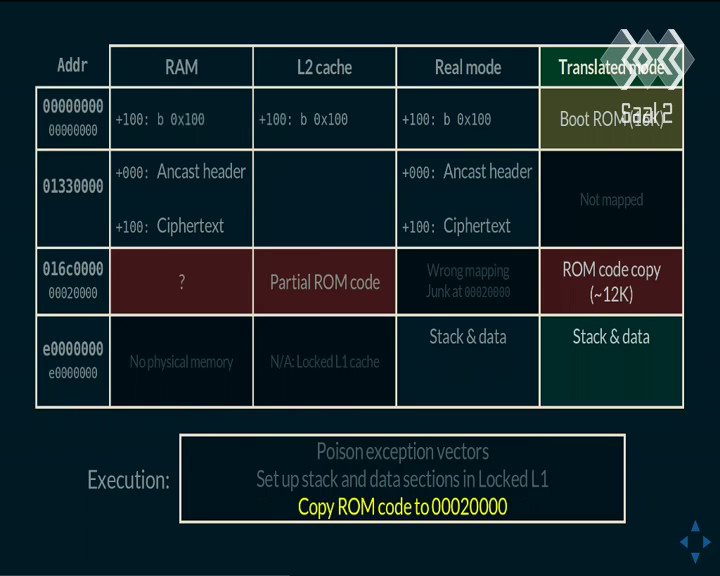 Addr RAM L2 cache Real mode Translated mode
Saal 2
00000000
00000000
+100: b 0x100 +100: b 0x100 +100: b 0x100 Boot ROM (16K)
01330000
+000: Ancast header +000: Ancast header
Not mapped
+100: Ciphertext +100: Ciphertext
016c0000
00020000
? Partial ROM code
Wrong mapping
Junk at 00020000
ROM code copy
(~12K)
e0000000
e0000000
No physical memory N/A: Locked L1 cache Stack & data Stack & data
Execution:
Poison exception vectors
Set up stack and data sections in Locked L1
Copy ROM code to 00020000